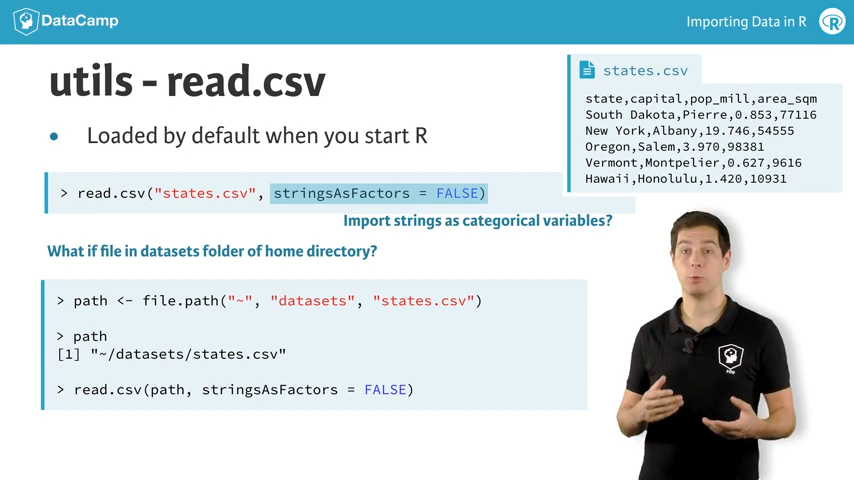 DataCamp
Importing Data in R
R
utils - read.csv
• Loaded by default when you start R
states.csv
state,capital,pop_mill,area_sqm
South Dakota,Pierre,0.853,77116
New York,Albany,19.746,54555
Oregon,Salem,3.970,98381
Vermont,Montpelier,0.627,9616
Hawaii,Honolulu,1.420,10931
> read.csv("states.csv", stringsAsFactors = FALSE)
Import strings as categorical variables?
What if file in datasets folder of home directory?
> path <- file.path("~", "datasets", "states.csv")
> path
[1] "~/datasets/states.csv"
> read.csv(path, stringsAsFactors = FALSE)